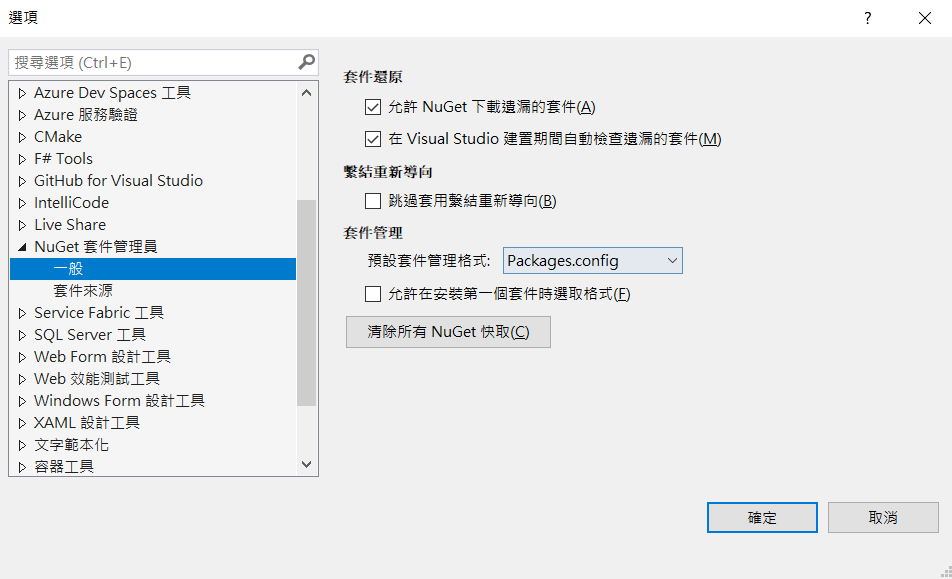 選項
搜尋選項 (Ctrl+E)
Azure Dev Spaces 工具
Azure 服務驗證
CMake
F# Tools
GitHub for Visual Studio
IntelliCode
Live Share
NuGet 套件管理員
一般
套件來源
Service Fabric 工具
SQL Server 工具
Web Form 設計工具
Web 效能測試工具
Windows Form 設計工具
XAML 設計工具
文字範本化
容器工具
套件還原
允許 NuGet 下載遺漏的套件(A)
在 Visual Studio 建置期間自動檢查遺漏的套件(M)
繫結重新導向
跳過套用繫結重新導向(B)
套件管理
預設套件管理格式: Packages.config
允許在安裝第一個套件時選取格式(F)
清除所有 NuGet 快取(C)
確定
取消